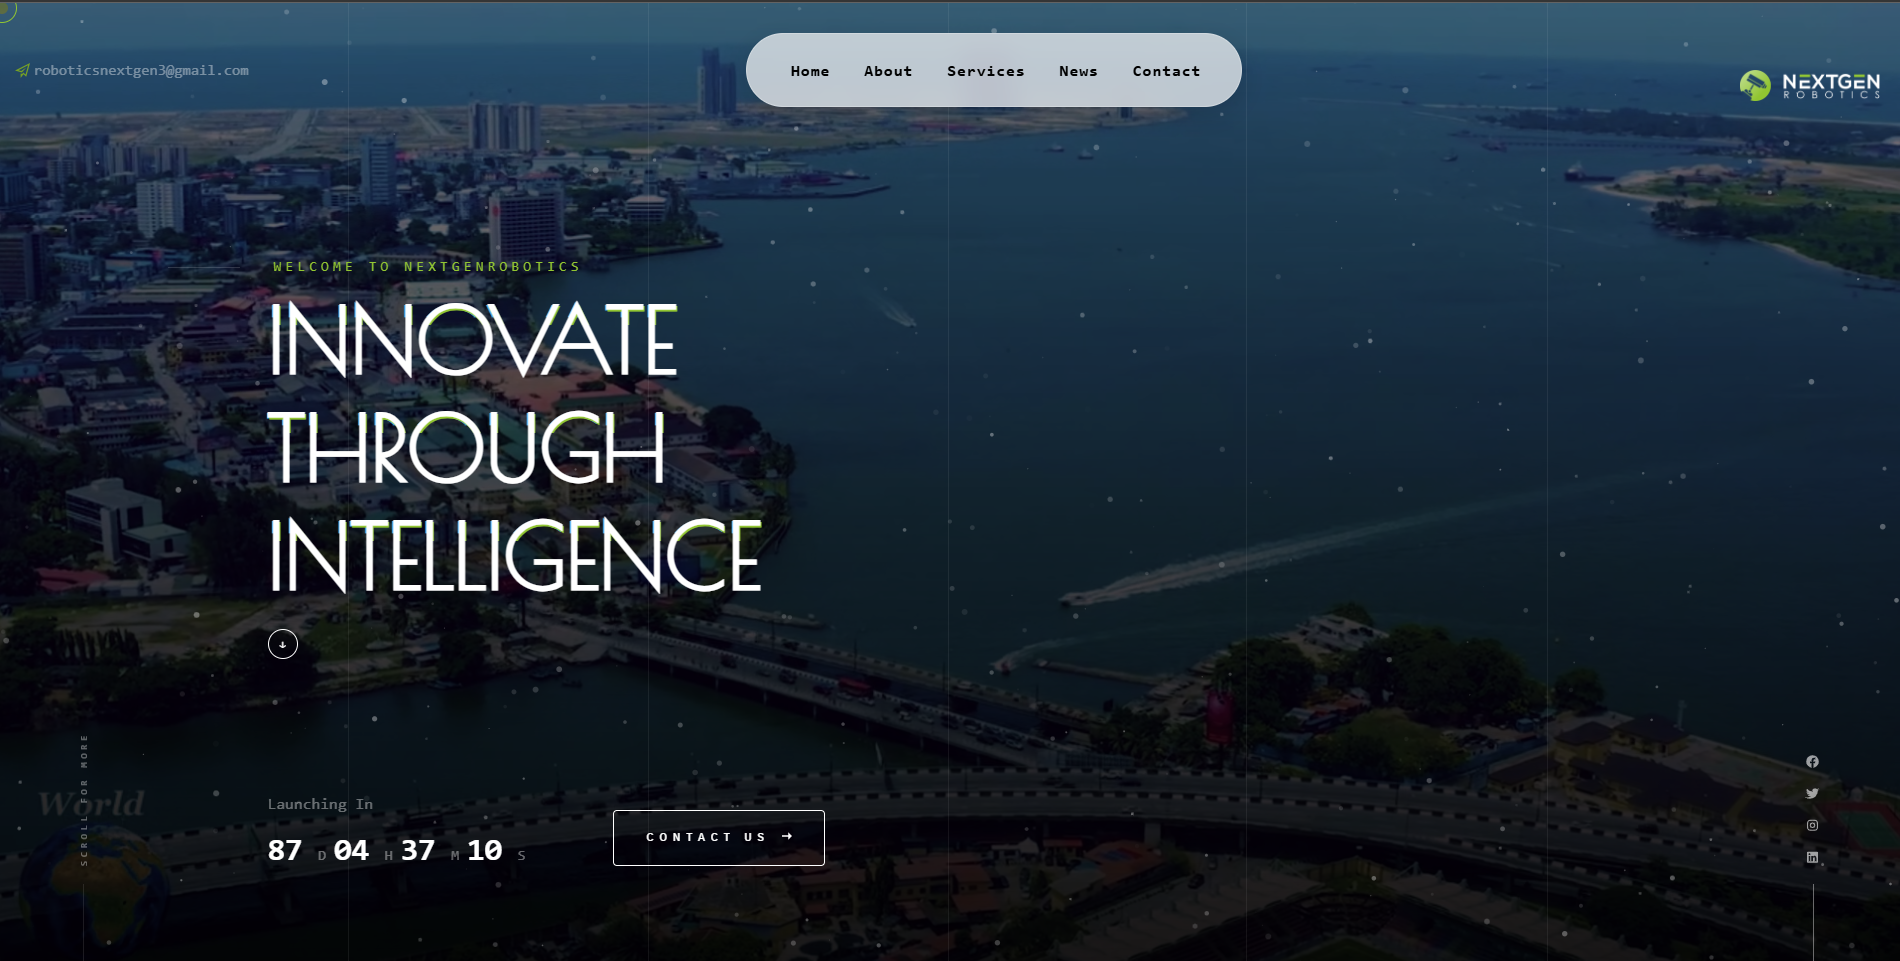 roboticsnextgen3@gmail.com
Home About Services News Contact
NEXTGEN
ROBOTICS
WELCOME TO NEXTGENROBOTICS
INNOVATE
THROUGH
INTELLIGENCE
SCROLL FOR MORE
World
Launching In
87 D 04 H 37 M 10 S
CONTACT US